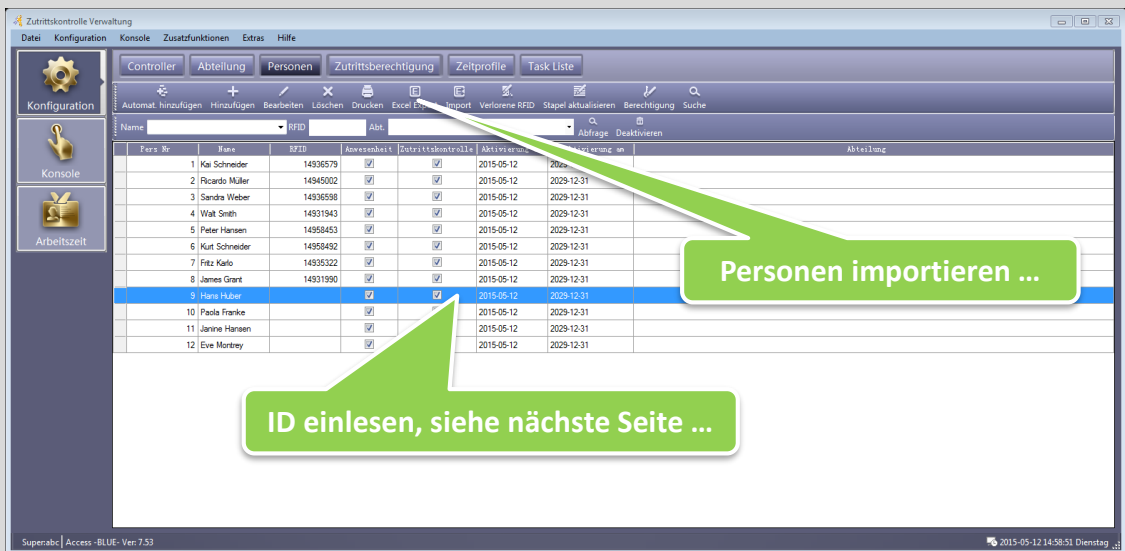 Zutrittskontrolle Verwaltung
Datei Konfiguration Konsole Zusatzfunktionen Extras Hilfe
Konfiguration
Konsole
Arbeitszeit
Controller Abteilung Personen Zutrittsberechtigung Zeitprofile Task Liste
Automat. hinzufügen Hinzufügen Bearbeiten Löschen Drucken Excel Import Verlorene RFID Stapel aktualisieren Berechtigung Suche
Name RFID Abt. Abfrage Deaktivieren
Pers Nr Name RFID Anwesenheit Zutrittskontrolle am Abteilung
1 Kai Schneider 14936579 2015-05-12
2 Ricardo Müller 14945002 2015-05-12 2029-12-31
3 Sandra Weber 14936598 2015-05-12 2029-12-31
4 Walt Smith 14931943 2015-05-12 2029-12-31
5 Peter Hansen 14958453 2015-05-12 2029-12-31
6 Kurt Schneider 14958492 2015-05-12 2029-12-31
7 Fritz Karlo 14935322 2015-05-12 2029-12-31
8 James Grant 14931990 2015-05-12 2029-12-31
9 Hans Huber 2015-05-12 2029-12-31
10 Paola Franke 2015-05-12 2029-12-31
11 Janine Hansen 2015-05-12 2029-12-31
12 Eve Montrey 2015-05-12 2029-12-31
Personen importieren ...
ID einlesen, siehe nächste Seite ...
Super:abc Access -BLUE- Ver: 7.53
2015-05-12 14:58:51 Dienstag